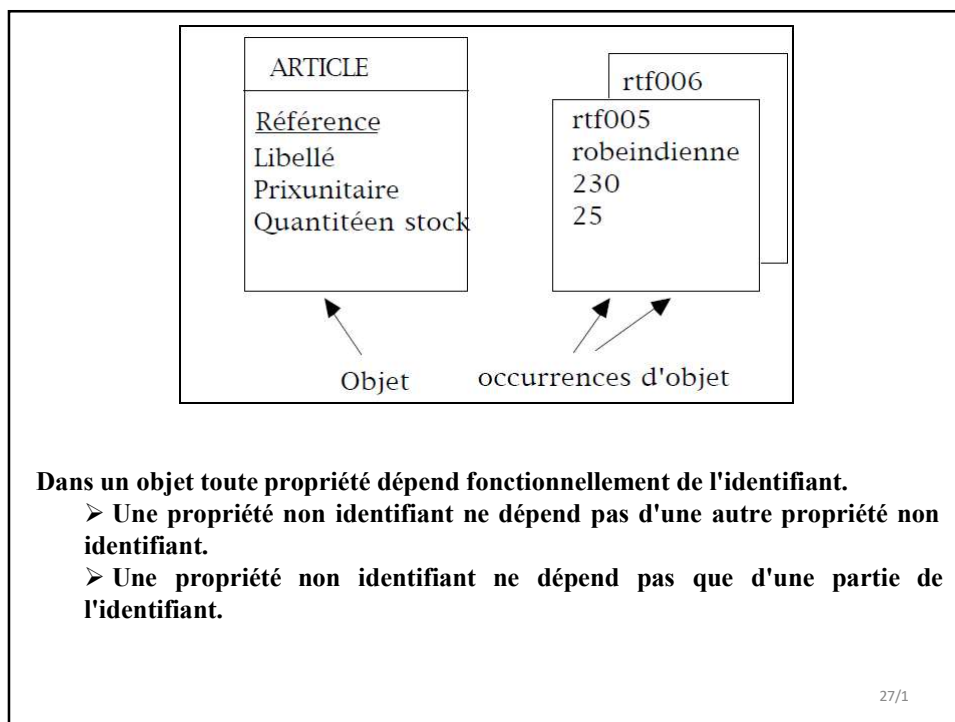 ARTICLE
Référence
Libellé
Prixunitaire
Quantitéen stock
rtf006
rtf005
robeindienne
230
25
Objet
occurrences d'objet
Dans un objet toute propriété dépend fonctionnellement de l'identifiant.
➢ Une propriété non identifiant ne dépend pas d'une autre propriété non
identifiant.
➢ Une propriété non identifiant ne dépend pas que d'une partie de
l'identifiant.
27/1